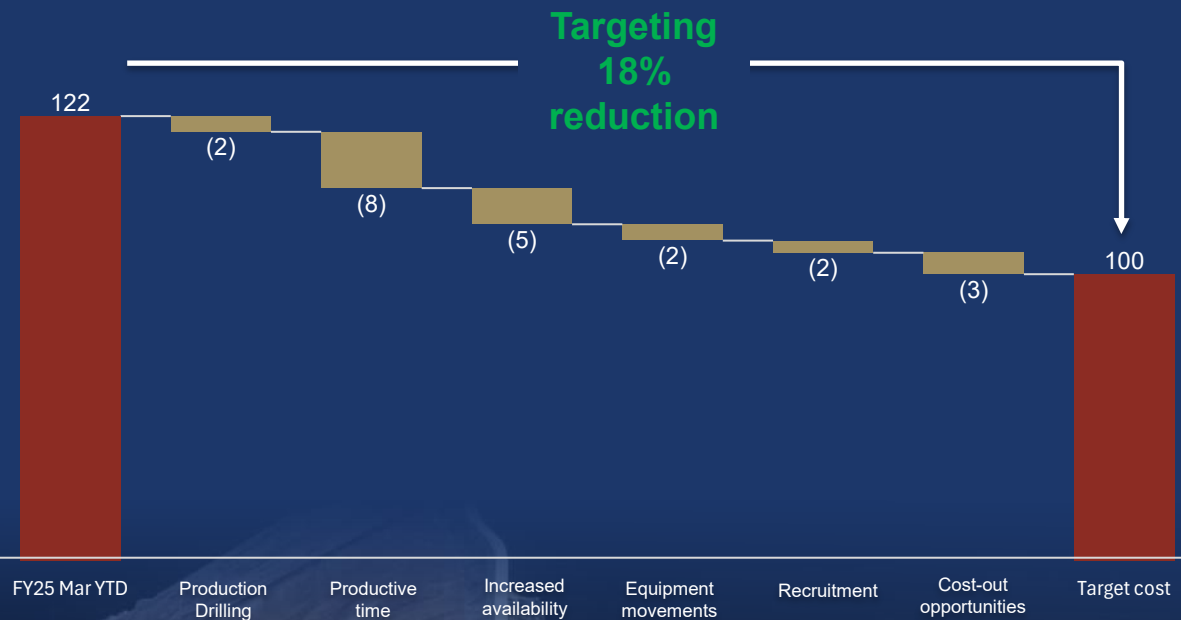 Targeting
18%
reduction
122
(2)
(8)
(5)
(2)
(2)
(3)
100
FY25 Mar YTD
Production
Drilling
Productive
time
Increased
availability
Equipment
movements
Recruitment
Cost-out
opportunities
Target cost